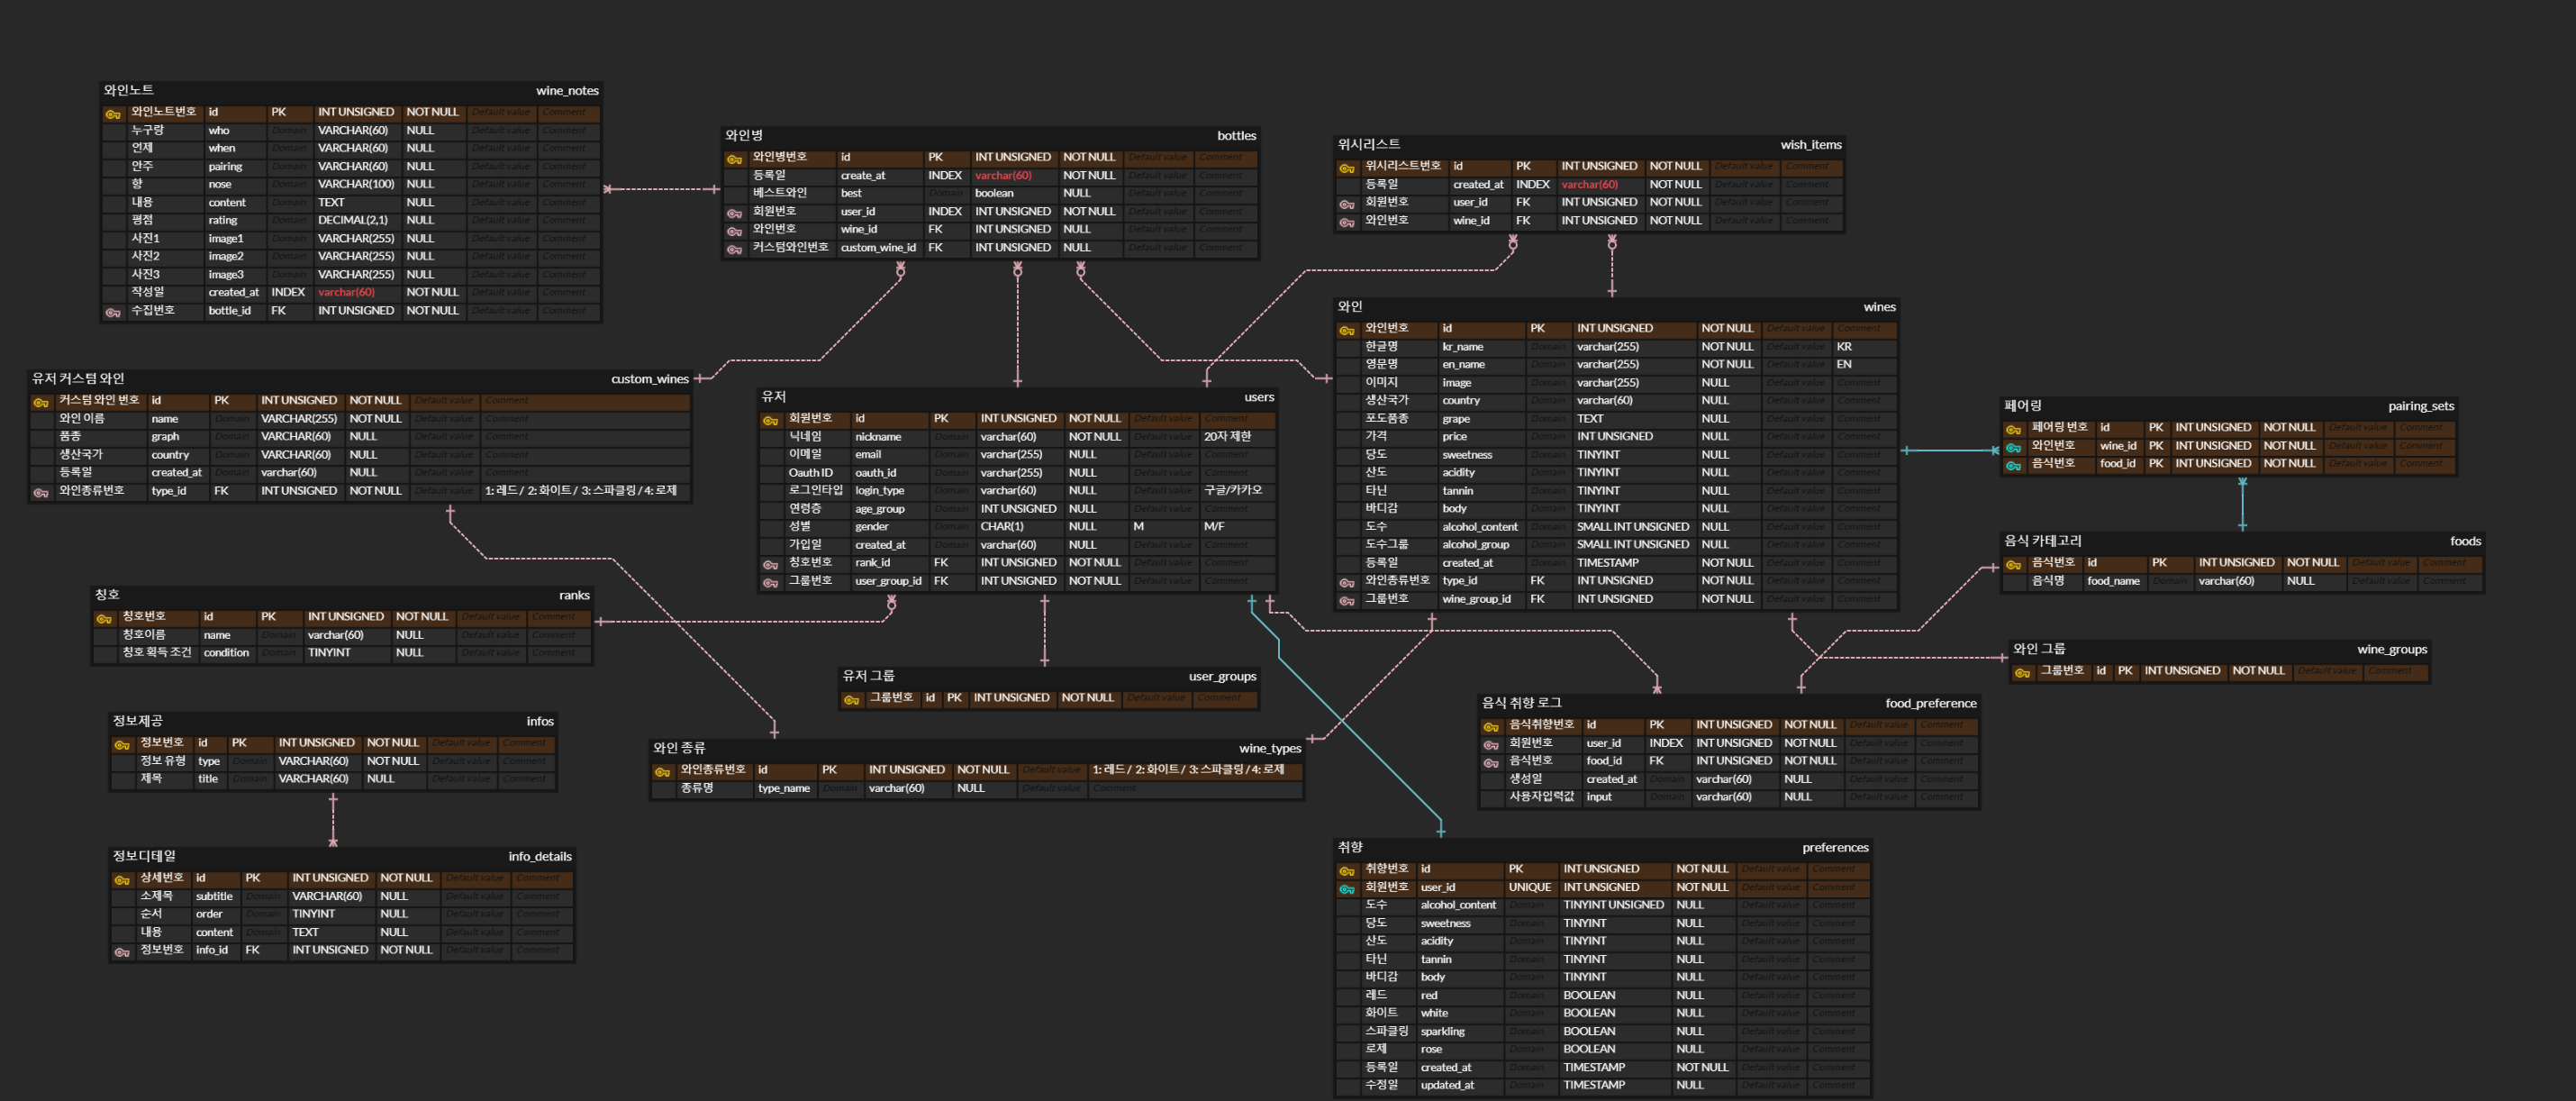 와인노트 wine_notes
와인노트번호 id PK INT UNSIGNED NOT NULL Default value Comment
누구랑 who Domain VARCHAR(60) NULL Default value Comment
언제 when Domain VARCHAR(60) NULL Default value Comment
안주 pairing Domain VARCHAR(60) NULL Default value Comment
향 nose Domain VARCHAR(100) NULL Default value Comment
내용 content Domain TEXT NULL Default value Comment
평점 rating Domain DECIMAL(2,1) NULL Default value Comment
사진1 image1 Domain VARCHAR(255) NULL Default value Comment
사진2 image2 Domain VARCHAR(255) NULL Default value Comment
사진3 image3 Domain VARCHAR(255) NULL Default value Comment
작성일 created_at INDEX varchar(60) NOT NULL Default value Comment
수집번호 bottle_id FK INT UNSIGNED NOT NULL Default value Comment
와인병 bottles
와인병번호 id PK INT UNSIGNED NOT NULL Default value Comment
등록일 create_at INDEX varchar(60) NOT NULL Default value Comment
베스트와인 best Domain boolean NULL Default value Comment
회원번호 user_id INDEX INT UNSIGNED NOT NULL Default value Comment
와인번호 wine_id FK INT UNSIGNED NULL Default value Comment
커스텀와인번호 custom_wine_id FK INT UNSIGNED NULL Default value Comment
위시리스트 wish_items
위시리스트번호 id PK INT UNSIGNED NOT NULL Default value Comment
등록일 created_at INDEX varchar(60) NOT NULL Default value Comment
회원번호 user_id FK INT UNSIGNED NOT NULL Default value Comment
와인번호 wine_id FK INT UNSIGNED NOT NULL Default value Comment
와인 wines
와인번호 id PK INT UNSIGNED NOT NULL Default value Comment
한글명 kr_name Domain varchar(255) NOT NULL Default value KR
영문명 en_name Domain varchar(255) NOT NULL Default value EN
이미지 image Domain varchar(255) NULL Default value Comment
생산국가 country Domain varchar(60) NULL Default value Comment
포도품종 grape Domain TEXT NULL Default value Comment
가격 price Domain INT UNSIGNED NULL Default value Comment
당도 sweetness Domain TINYINT NULL Default value Comment
산도 acidity Domain TINYINT NULL Default value Comment
타닌 tannin Domain TINYINT NULL Default value Comment
바디감 body Domain TINYINT NULL Default value Comment
도수 alcohol_content Domain SMALL INT UNSIGNED NULL Default value Comment
도수그룹 alcohol_group Domain SMALL INT UNSIGNED NULL Default value Comment
등록일 created_at Domain TIMESTAMP NOT NULL Default value Comment
와인종류번호 type_id FK INT UNSIGNED NOT NULL Default value Comment
그룹번호 wine_group_id FK INT UNSIGNED NOT NULL Default value Comment
유저 커스텀 와인 custom_wines
커스텀 와인 번호 id PK INT UNSIGNED NOT NULL Default value Comment
와인 이름 name Domain VARCHAR(255) NOT NULL Default value Comment
품종 graph Domain VARCHAR(60) NULL Default value Comment
생산국가 country Domain VARCHAR(60) NULL Default value Comment
등록일 created_at Domain varchar(60) NULL Default value Comment
와인종류번호 type_id FK INT UNSIGNED NOT NULL Default value 1: 레드 / 2: 화이트 / 3: 스파클링 / 4: 로제
유저 users
회원번호 id PK INT UNSIGNED NOT NULL Default value Comment
닉네임 nickname Domain varchar(60) NOT NULL Default value 20자 제한
이메일 email Domain varchar(255) NULL Default value Comment
Oauth ID oauth_id Domain varchar(255) NULL Default value Comment
로그인타입 login_type Domain varchar(60) NOT NULL Default value 구글/카카오
연령층 age_group Domain INT UNSIGNED NULL Default value Comment
성별 gender Domain CHAR(1) NULL M M/F
가입일 created_at Domain varchar(60) NULL Default value Comment
칭호번호 rank_id FK INT UNSIGNED NOT NULL Default value Comment
그룹번호 user_group_id FK INT UNSIGNED NOT NULL Default value Comment
페어링 pairing_sets
페어링 번호 id PK INT UNSIGNED NOT NULL Default value Comment
와인번호 wine_id PK INT UNSIGNED NOT NULL Default value Comment
음식번호 food_id PK INT UNSIGNED NOT NULL Default value Comment
음식 카테고리 foods
음식번호 id PK INT UNSIGNED NOT NULL Default value Comment
음식명 food_name Domain varchar(60) NULL Default value Comment
칭호 ranks
칭호번호 id PK INT UNSIGNED NOT NULL Default value Comment
칭호이름 name Domain varchar(60) NULL Default value Comment
칭호 획득 조건 condition Domain TINYINT NULL Default value Comment
유저 그룹 user_groups
그룹번호 id PK INT UNSIGNED NOT NULL Default value Comment
와인 그룹 wine_groups
그룹번호 id PK INT UNSIGNED NOT NULL Default value Comment
음식 취향 로그 food_preference
음식취향번호 id PK INT UNSIGNED NOT NULL Default value Comment
회원번호 user_id INDEX INT UNSIGNED NOT NULL Default value Comment
음식번호 food_id FK INT UNSIGNED NOT NULL Default value Comment
생성일 created_at Domain varchar(60) NULL Default value Comment
사용자입력값 input Domain varchar(60) NULL Default value Comment
정보제공 infos
정보번호 id PK INT UNSIGNED NOT NULL Default value Comment
정보 유형 type Domain VARCHAR(60) NOT NULL Default value Comment
제목 title Domain VARCHAR(60) NULL Default value Comment
와인 종류 wine_types
와인종류번호 id PK INT UNSIGNED NOT NULL Default value 1: 레드 / 2: 화이트 / 3: 스파클링 / 4: 로제
종류명 type_name Domain varchar(60) NULL Default value Comment
정보디테일 info_details
상세번호 id PK INT UNSIGNED NOT NULL Default value Comment
소제목 subtitle Domain VARCHAR(60) NULL Default value Comment
순서 order Domain TINYINT NULL Default value Comment
내용 content Domain TEXT NULL Default value Comment
정보번호 info_id FK INT UNSIGNED NOT NULL Default value Comment
취향 preferences
취향번호 id PK INT UNSIGNED NOT NULL Default value Comment
회원번호 user_id UNIQUE INT UNSIGNED NOT NULL Default value Comment
도수 alcohol_content Domain TINYINT UNSIGNED NULL Default value Comment
당도 sweetness Domain TINYINT NULL Default value Comment
산도 acidity Domain TINYINT NULL Default value Comment
타닌 tannin Domain TINYINT NULL Default value Comment
바디감 body Domain TINYINT NULL Default value Comment
레드 red Domain BOOLEAN NULL Default value Comment
화이트 white Domain BOOLEAN NULL Default value Comment
스파클링 sparkling Domain BOOLEAN NULL Default value Comment
로제 rose Domain BOOLEAN NULL Default value Comment
등록일 created_at Domain TIMESTAMP NOT NULL Default value Comment
수정일 updated_at Domain TIMESTAMP NULL Default value Comment